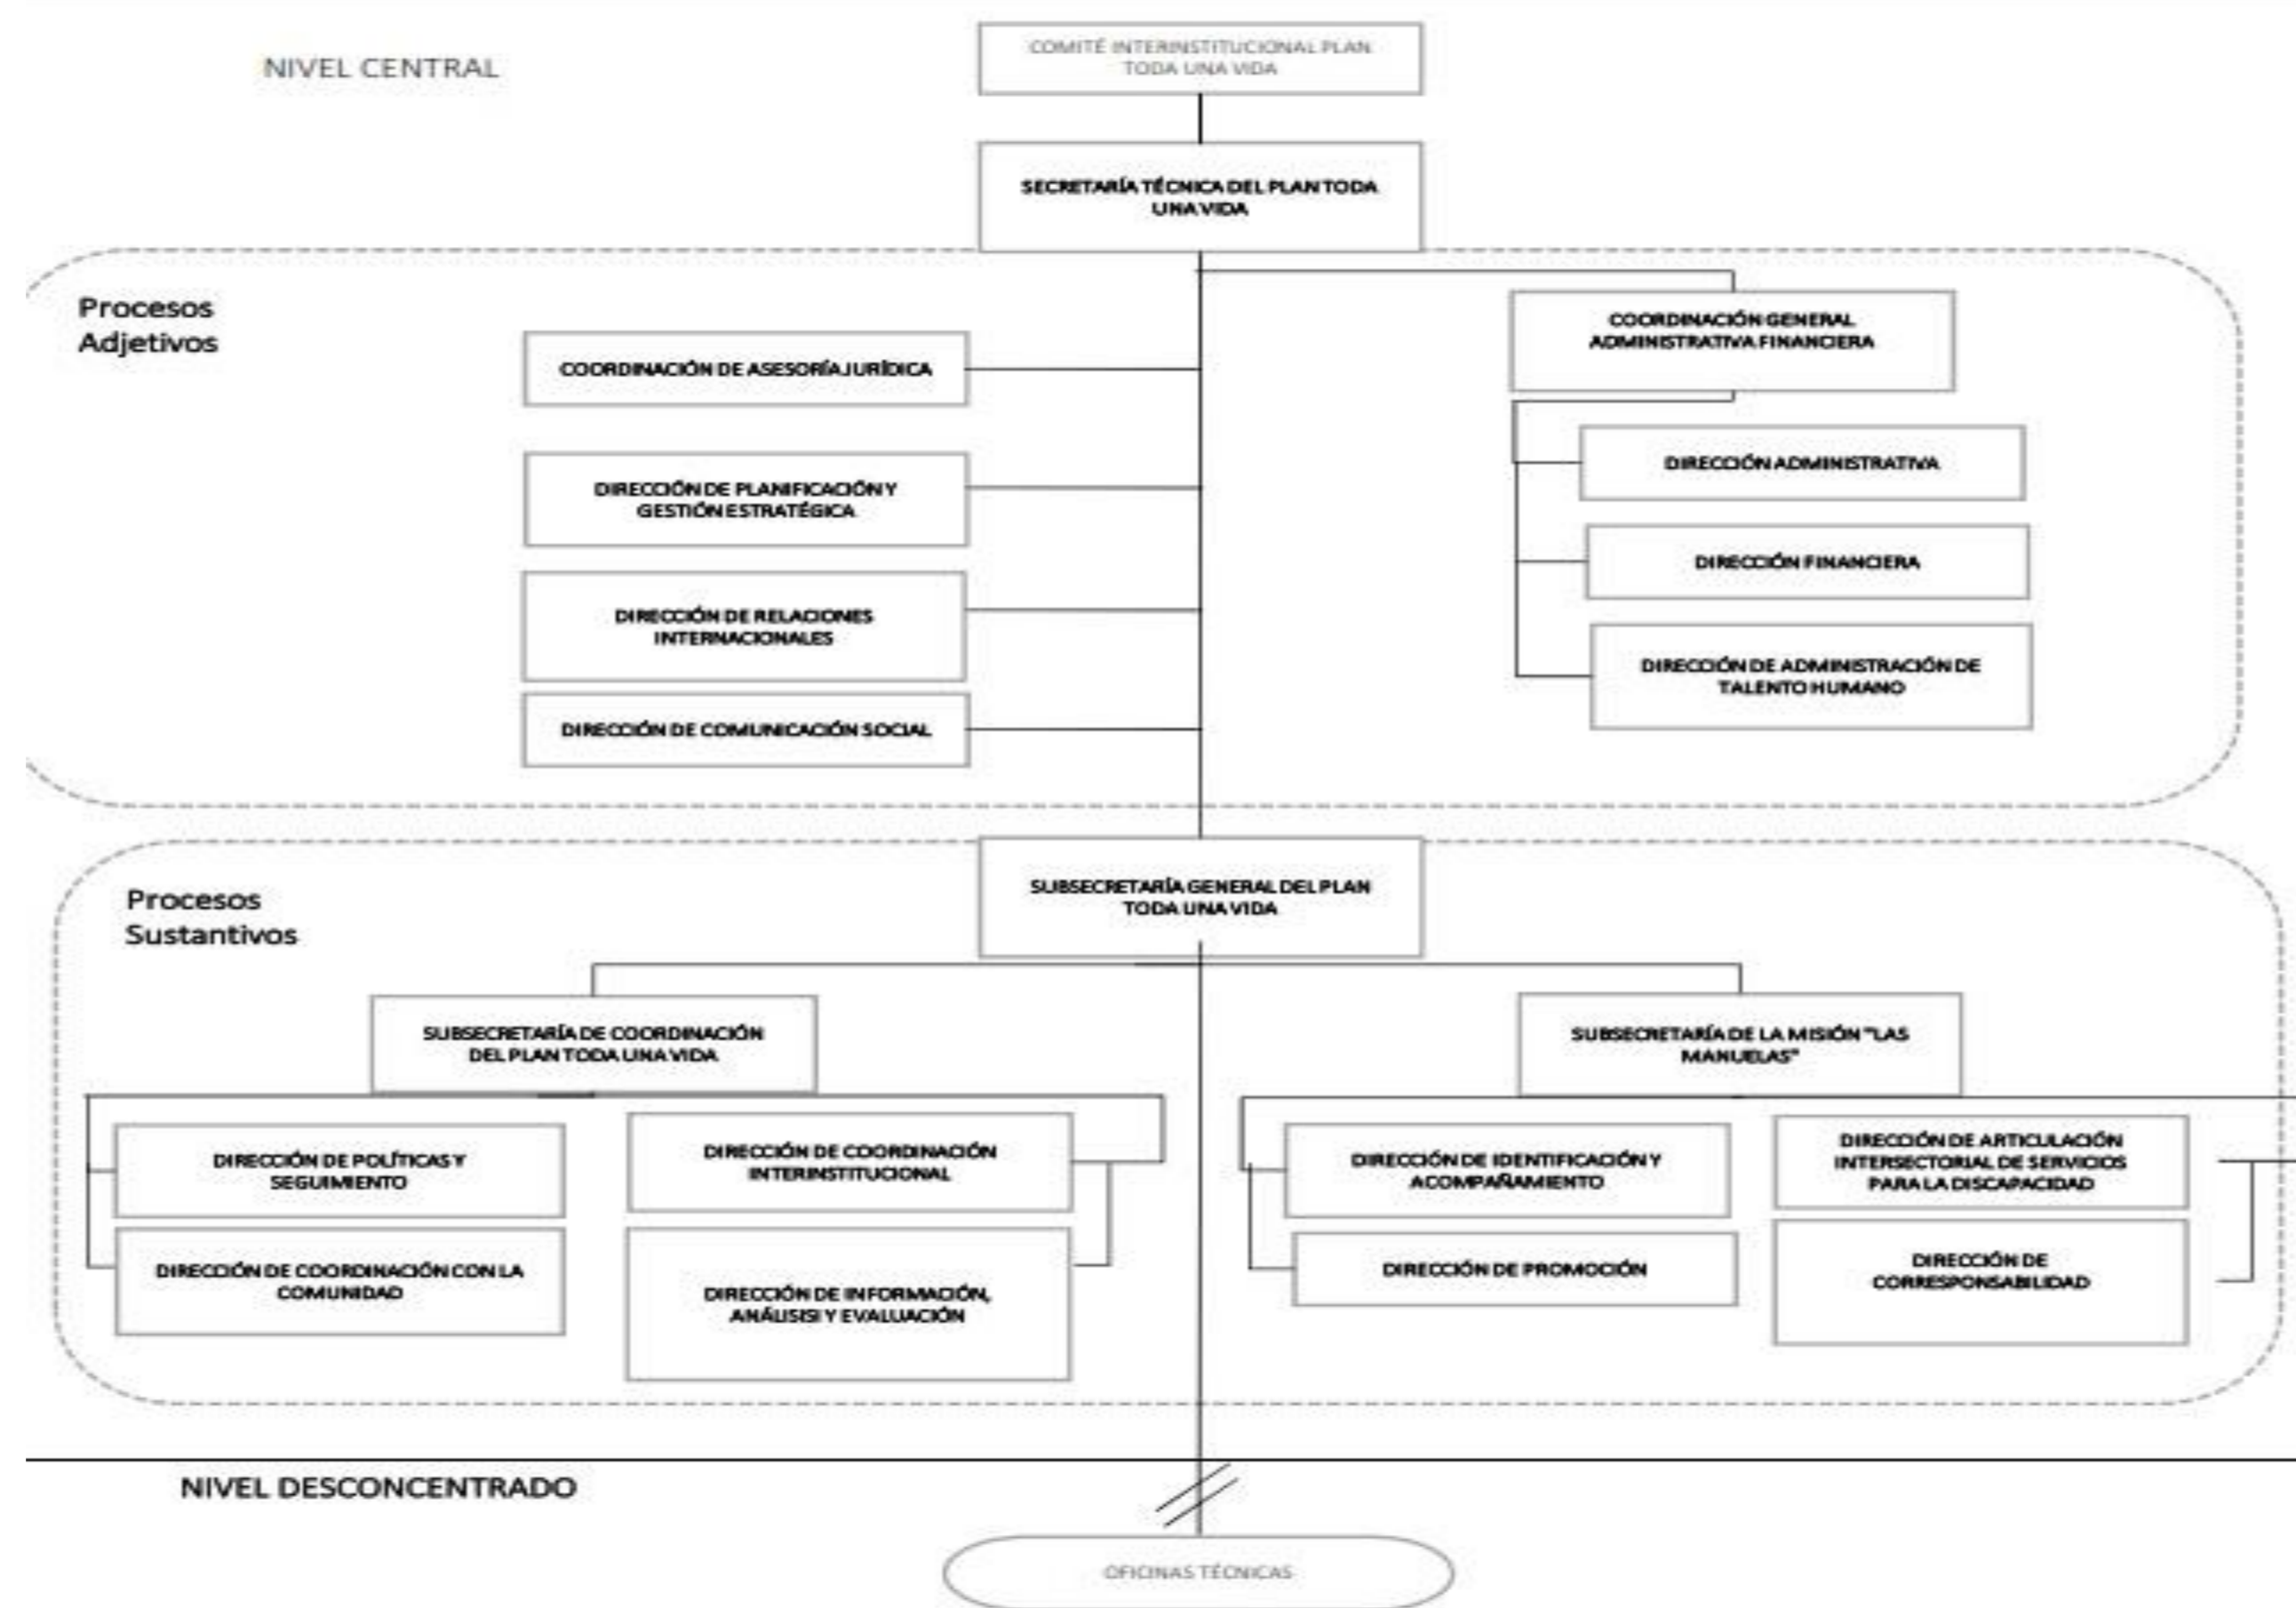 NIVEL CENTRAL
COMITÉ INTERINSTITUCIONAL PLAN
TODA UNA VIDA
SECRETARÍA TÉCNICA DEL PLAN TODA
UNA VIDA
Procesos
Adjetivos
COORDINACIÓN GENERAL
ADMINISTRATIVA FINANCIERA
COORDINACIÓN DE ASESORÍA JURÍDICA
DIRECCIÓN ADMINISTRATIVA
DIRECCIÓN DE PLANIFICACIÓN Y
GESTIÓN ESTRATÉGICA
DIRECCIÓN FINANCIERA
DIRECCIÓN DE RELACIONES
INTERNACIONALES
DIRECCIÓN DE ADMINISTRACIÓN DE
TALENTO HUMANO
DIRECCIÓN DE COMUNICACIÓN SOCIAL
SUBSECRETARÍA GENERAL DEL PLAN
TODA UNA VIDA
Procesos
Sustantivos
SUBSECRETARÍA DE COORDINACIÓN
DEL PLAN TODA UNA VIDA
SUBSECRETARÍA DE LA MISIÓN "LAS
MANUELAS"
DIRECCIÓN DE POLÍTICAS Y
SEGUIMIENTO
DIRECCIÓN DE COORDINACIÓN
INTERINSTITUCIONAL
DIRECCIÓN DE IDENTIFICACIÓN Y
ACOMPAÑAMIENTO
DIRECCIÓN DE ARTICULACIÓN
INTERSECTORIAL DE SERVICIOS
PARA LA DISCAPACIDAD
DIRECCIÓN DE COORDINACIÓN CON LA
COMUNIDAD
DIRECCIÓN DE INFORMACIÓN,
ANÁLISISI Y EVALUACIÓN
DIRECCIÓN DE PROMOCIÓN
DIRECCIÓN DE
CORRESPONSABILIDAD
NIVEL DESCONCENTRADO
OFICINAS TÉCNICAS